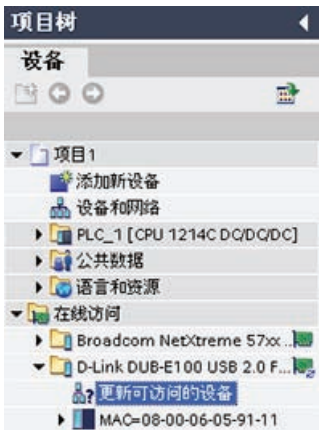 项目树
设备
项目1
添加新设备
设备和网络
PLC_1 [CPU 1214C DC/DC/DC]
公共数据
语言和资源
在线访问
Broadcom NetXtreme 57xx ..
D-Link DUB-E100 USB 2.0 F...
更新可访问的设备
MAC=08-00-06-05-91-11